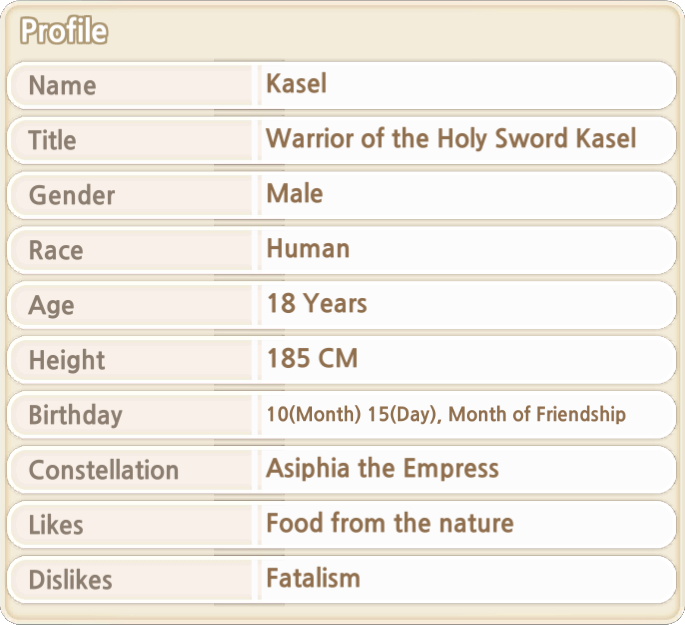 Profile
Name Kasel
Title Warrior of the Holy Sword Kasel
Gender Male
Race Human
Age 18 Years
Height 185 CM
Birthday 10(Month) 15(Day), Month of Friendship
Constellation Asiphia the Empress
Likes Food from the nature
Dislikes Fatalism